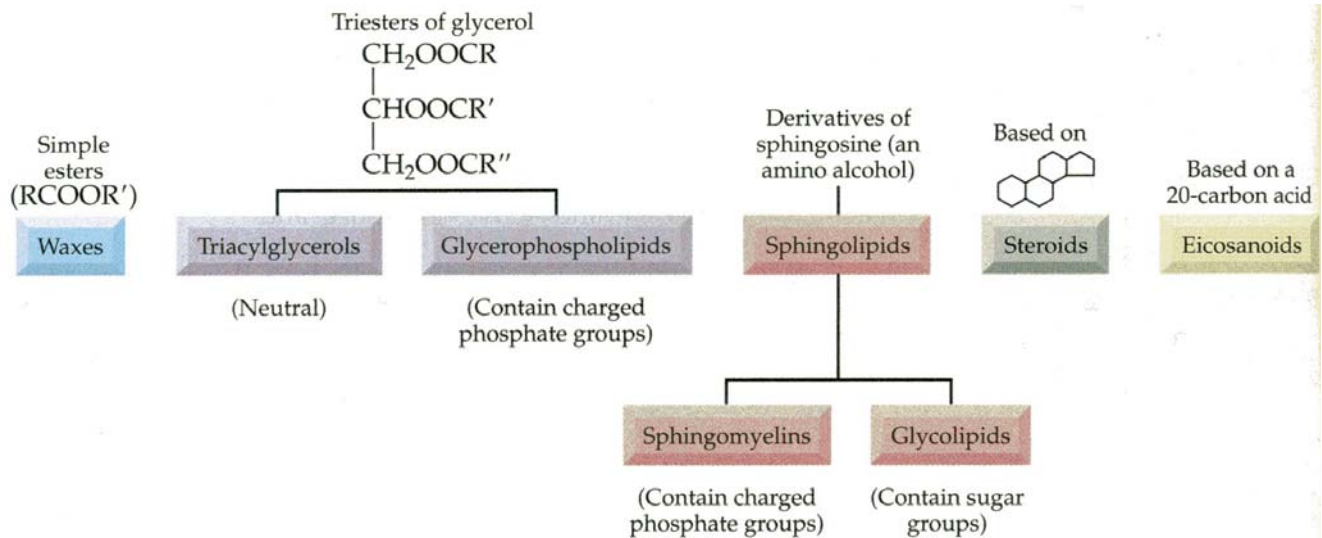 Triesters of glycerol
CH₂OOCR
CHOOCR'
CH₂OOCR''
Simple
esters
(RCOOR')
Waxes
Triacylglycerols
(Neutral)
Glycerophospholipids
(Contain charged
phosphate groups)
Derivatives of
sphingosine (an
amino alcohol)
Sphingolipids
Based on
Steroids
Based on a
20-carbon acid
Eicosanoids
Sphingomyelins
(Contain charged
phosphate groups)
Glycolipids
(Contain sugar
groups)